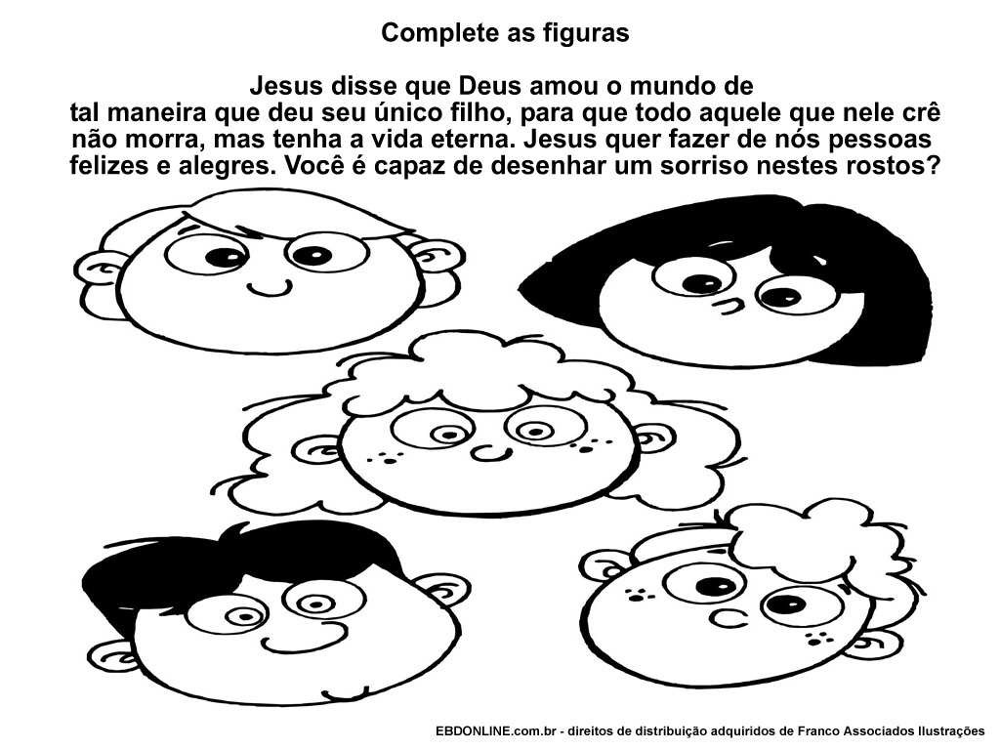 Complete as figuras
Jesus disse que Deus amou o mundo de
tal maneira que deu seu único filho, para que todo aquele que nele crê
não morra, mas tenha a vida eterna. Jesus quer fazer de nós pessoas
felizes e alegres. Você é capaz de desenhar um sorriso nestes rostos?
EBDONLINE.com.br - direitos de distribuição adquiridos de Franco Associados Ilustrações